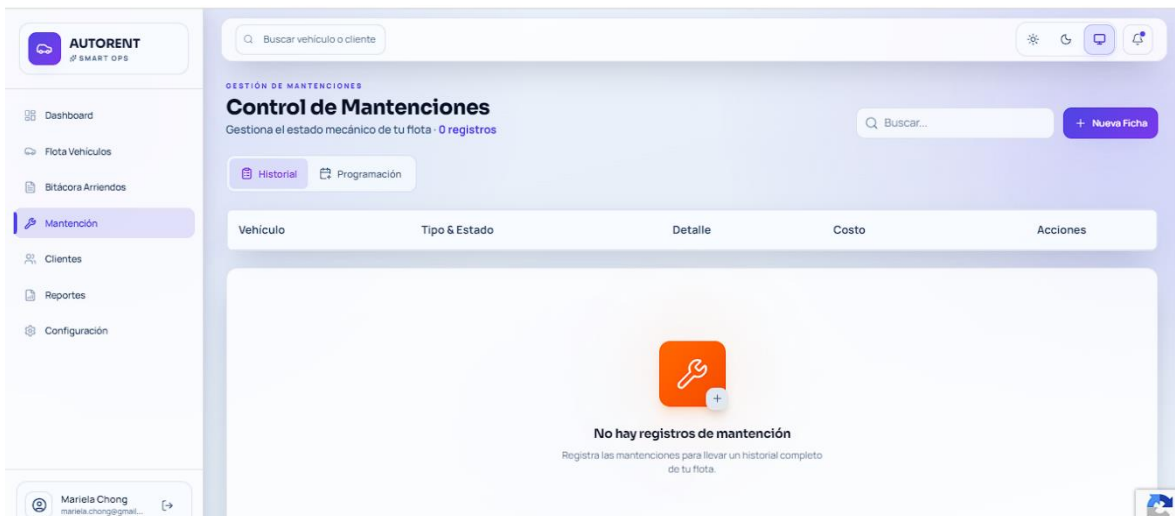 AUTORENT
SMART OPS
Dashboard
Flota Vehículos
Bitácora Arriendos
Mantención
Clientes
Reportes
Configuración
Mariela Chong
mariela.chong@gmail...
Buscar vehículo o cliente
GESTIÓN DE MANTENCIONES
Control de Mantenciones
Gestiona el estado mecánico de tu flota · 0 registros
Buscar...
+ Nueva Ficha
Historial
Programación
Vehículo Tipo & Estado Detalle Costo Acciones
No hay registros de mantención
Registra las mantenciones para llevar un historial completo
de tu flota.